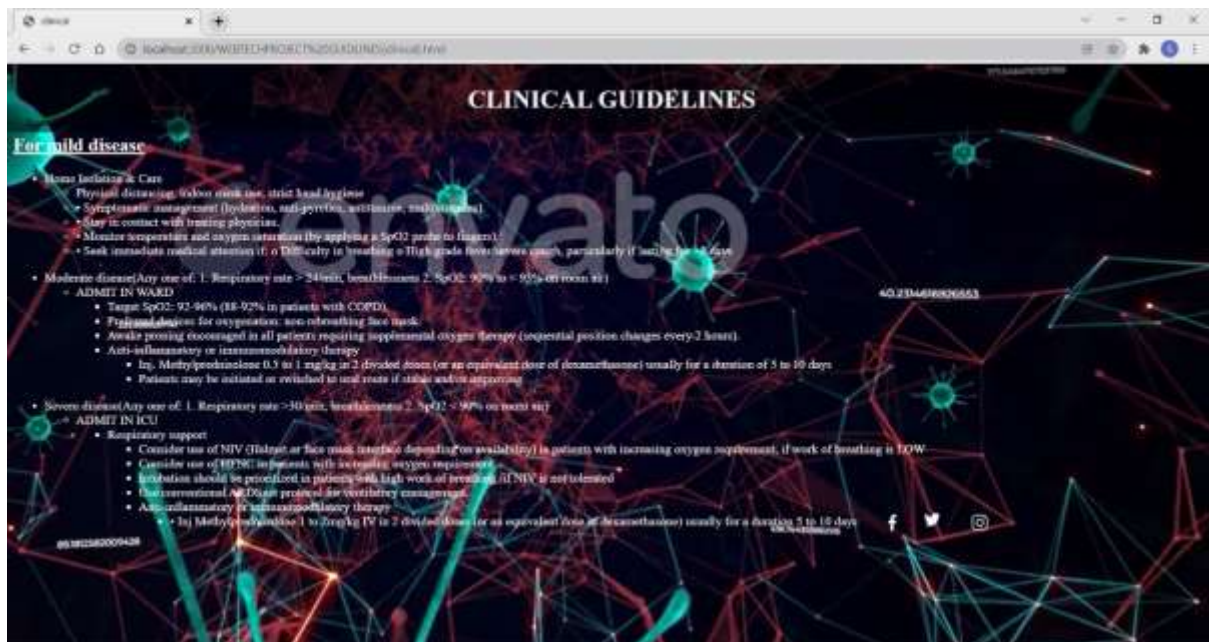 clinical
CLINICAL GUIDELINES
envato
For mild disease
• Home Isolation & Care
Physical distancing, indoor mask use, strict hand hygiene
• Symptomatic management (hydration, anti-pyretics, antitussive,
• Stay in contact with treating physician.
• Monitor temperature and oxygen saturation (by applying a SpO2 probe to fingers).
• Seek immediate medical attention if: o Difficulty in breathing o High grade fever/severe cough, particularly if lasting for days
• Moderate disease(Any one of: 1. Respiratory rate > 24/min, breathlessness 2. SpO2: 90% to < 93% on room air)
ADMIT IN WARD
• Target SpO2: 92-96% (88-92% in patients with COPD).
• Preferred devices for oxygenation: non-rebreathing face mask.
• Awake proning encouraged in all patients requiring supplemental oxygen therapy (sequential position changes every-2 hours).
• Anti-inflammatory or immunomodulatory therapy
• Inj. Methylprednisolone 0.5 to 1 mg/kg in 2 divided doses (or an equivalent dose of dexamethasone) usually for a duration of 5 to 10 days
• Patients may be initiated or switched to oral route if stable and/or improving
• Severe disease(Any one of: 1. Respiratory rate >30/min, breathlessness 2. SpO2 < 90% on room air)
ADMIT IN ICU
• Respiratory support
• Consider use of NIV (Helmet or face mask interface depending on availability) in patients with increasing oxygen requirement, if work of breathing is LOW
• Consider use of HFNC in patients with increasing oxygen requirement
• Intubation should be prioritized in patients with high work of breathing /if NIV is not tolerated
• Use conventional ARDSnet protocol for ventilatory management.
• Anti-inflammatory or immunomodulatory therapy
• • Inj Methylprednisolone 1 to 2mg/kg IV in 2 divided doses (or an equivalent dose of dexamethasone) usually for a duration 5 to 10 days